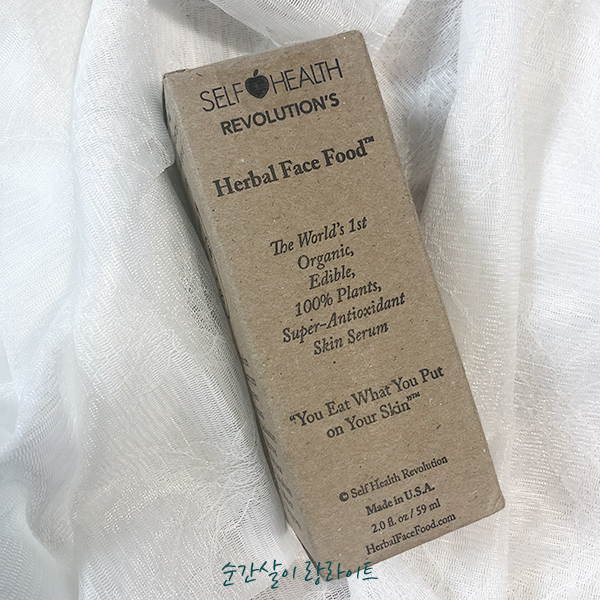 SELF HEALTH
REVOLUTION'S
Herbal Face Food™
The World's 1st
Organic,
Edible,
100% Plants,
Super-Antioxidant
Skin Serum
"You Eat What You Put
on Your Skin"™
© Self Health Revolution
Made in U.S.A.
2.0 fl. oz / 59 ml
HerbalFaceFood.com
순간살이 랑라이트